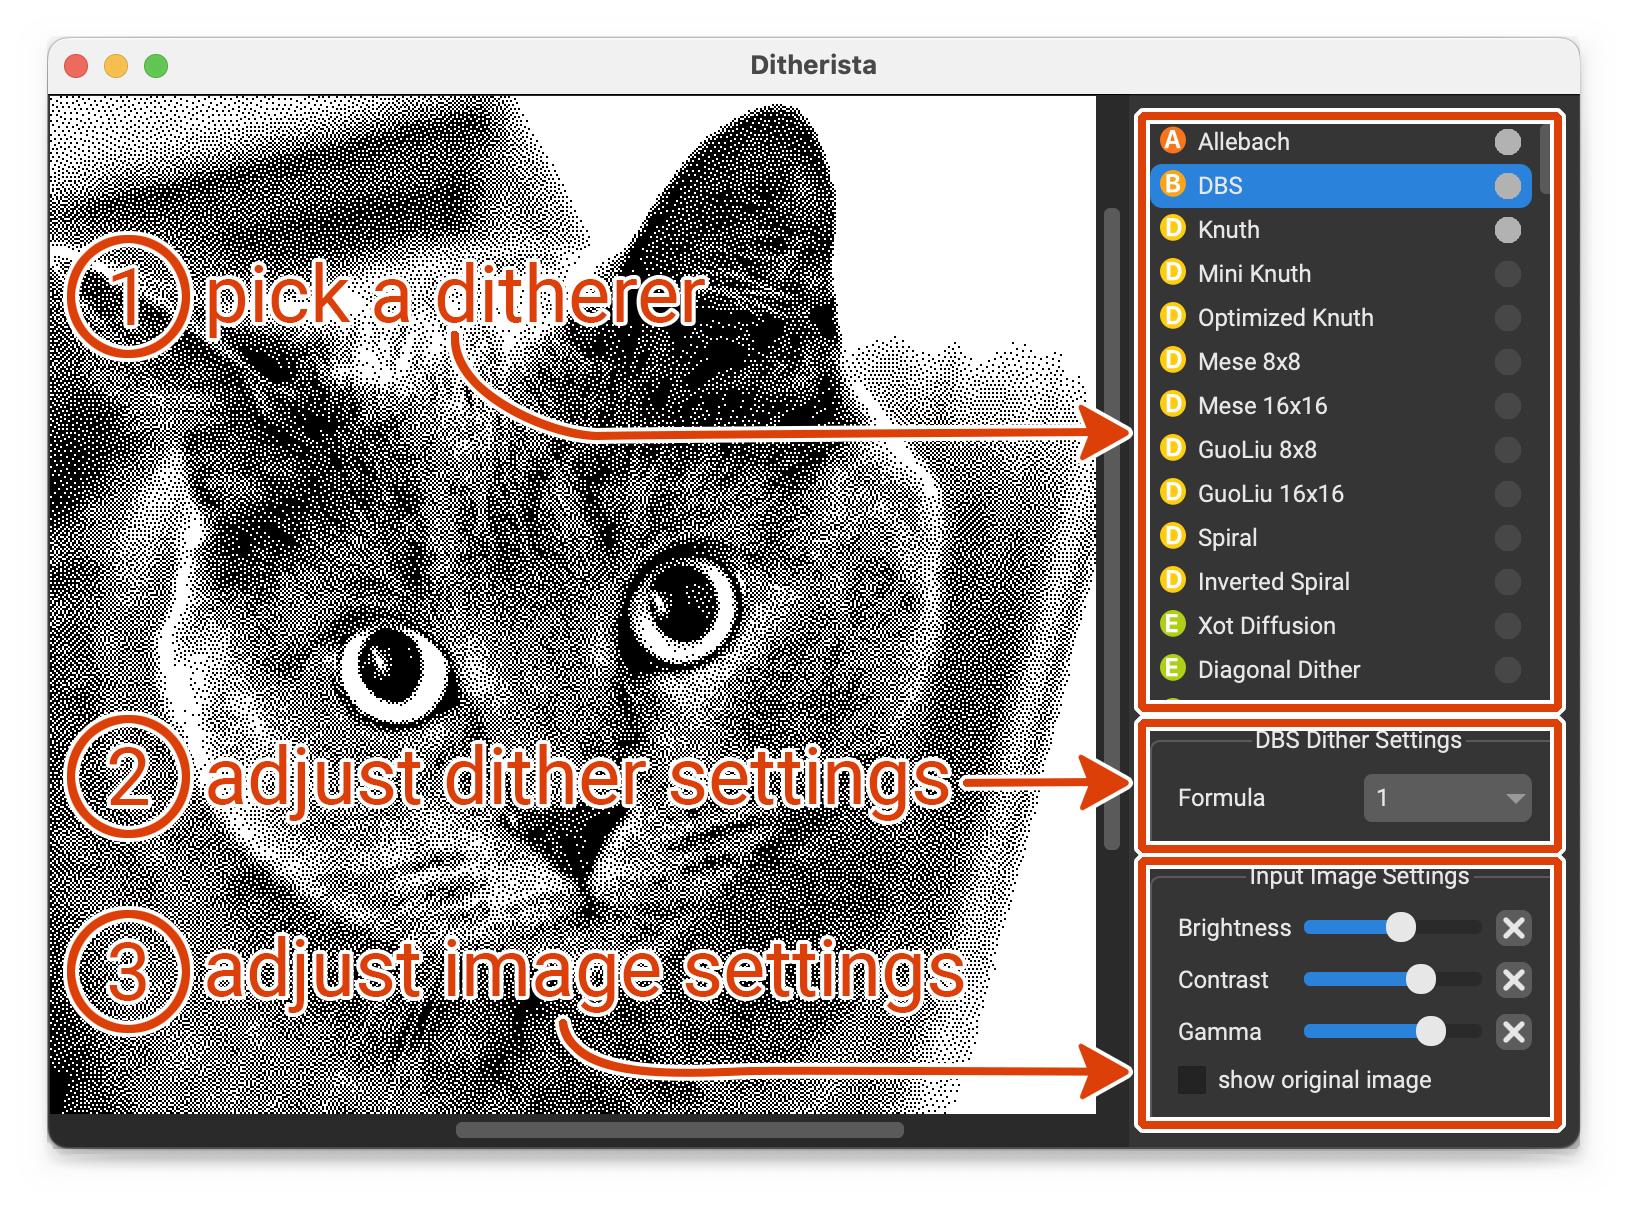 Ditherista
1 pick a ditherer
2 adjust dither settings
3 adjust image settings
A Allebach
B DBS
D Knuth
D Mini Knuth
D Optimized Knuth
D Mese 8x8
D Mese 16x16
D GuoLiu 8x8
D GuoLiu 16x16
D Spiral
D Inverted Spiral
E Xot Diffusion
E Diagonal Dither
DBS Dither Settings
Formula 1
Input Image Settings
Brightness
Contrast
Gamma
show original image